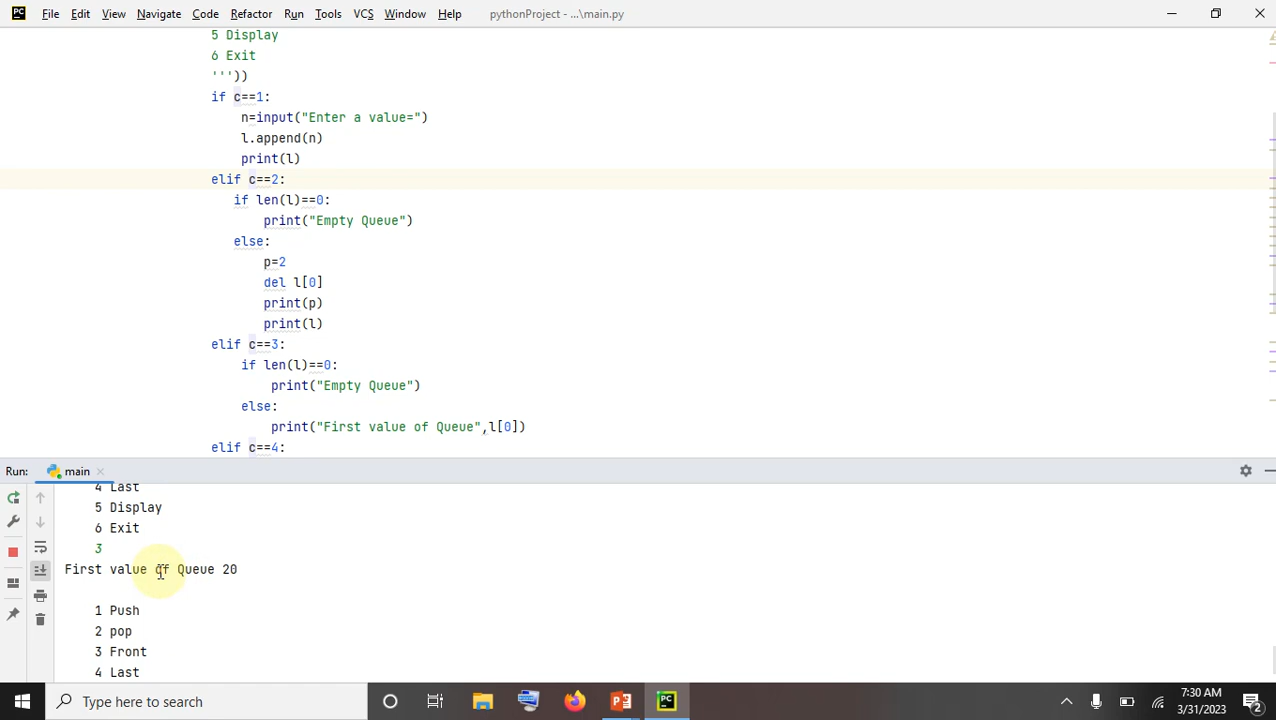 PC File Edit View Navigate Code Refactor Run Tools VCS Window Help pythonProject - ...\main.py
5 Display
6 Exit
'''))
if c==1:
n=input("Enter a value=")
l.append(n)
print(l)
elif c==2:
if len(l)==0:
print("Empty Queue")
else:
p=2
del l[0]
print(p)
print(l)
elif c==3:
if len(l)==0:
print("Empty Queue")
else:
print("First value of Queue",l[0])
elif c==4:
Run: main
4 Last
5 Display
6 Exit
3
First value of Queue 20
1 Push
2 pop
3 Front
4 Last
Type here to search
PC
7:30 AM
3/31/2023
2